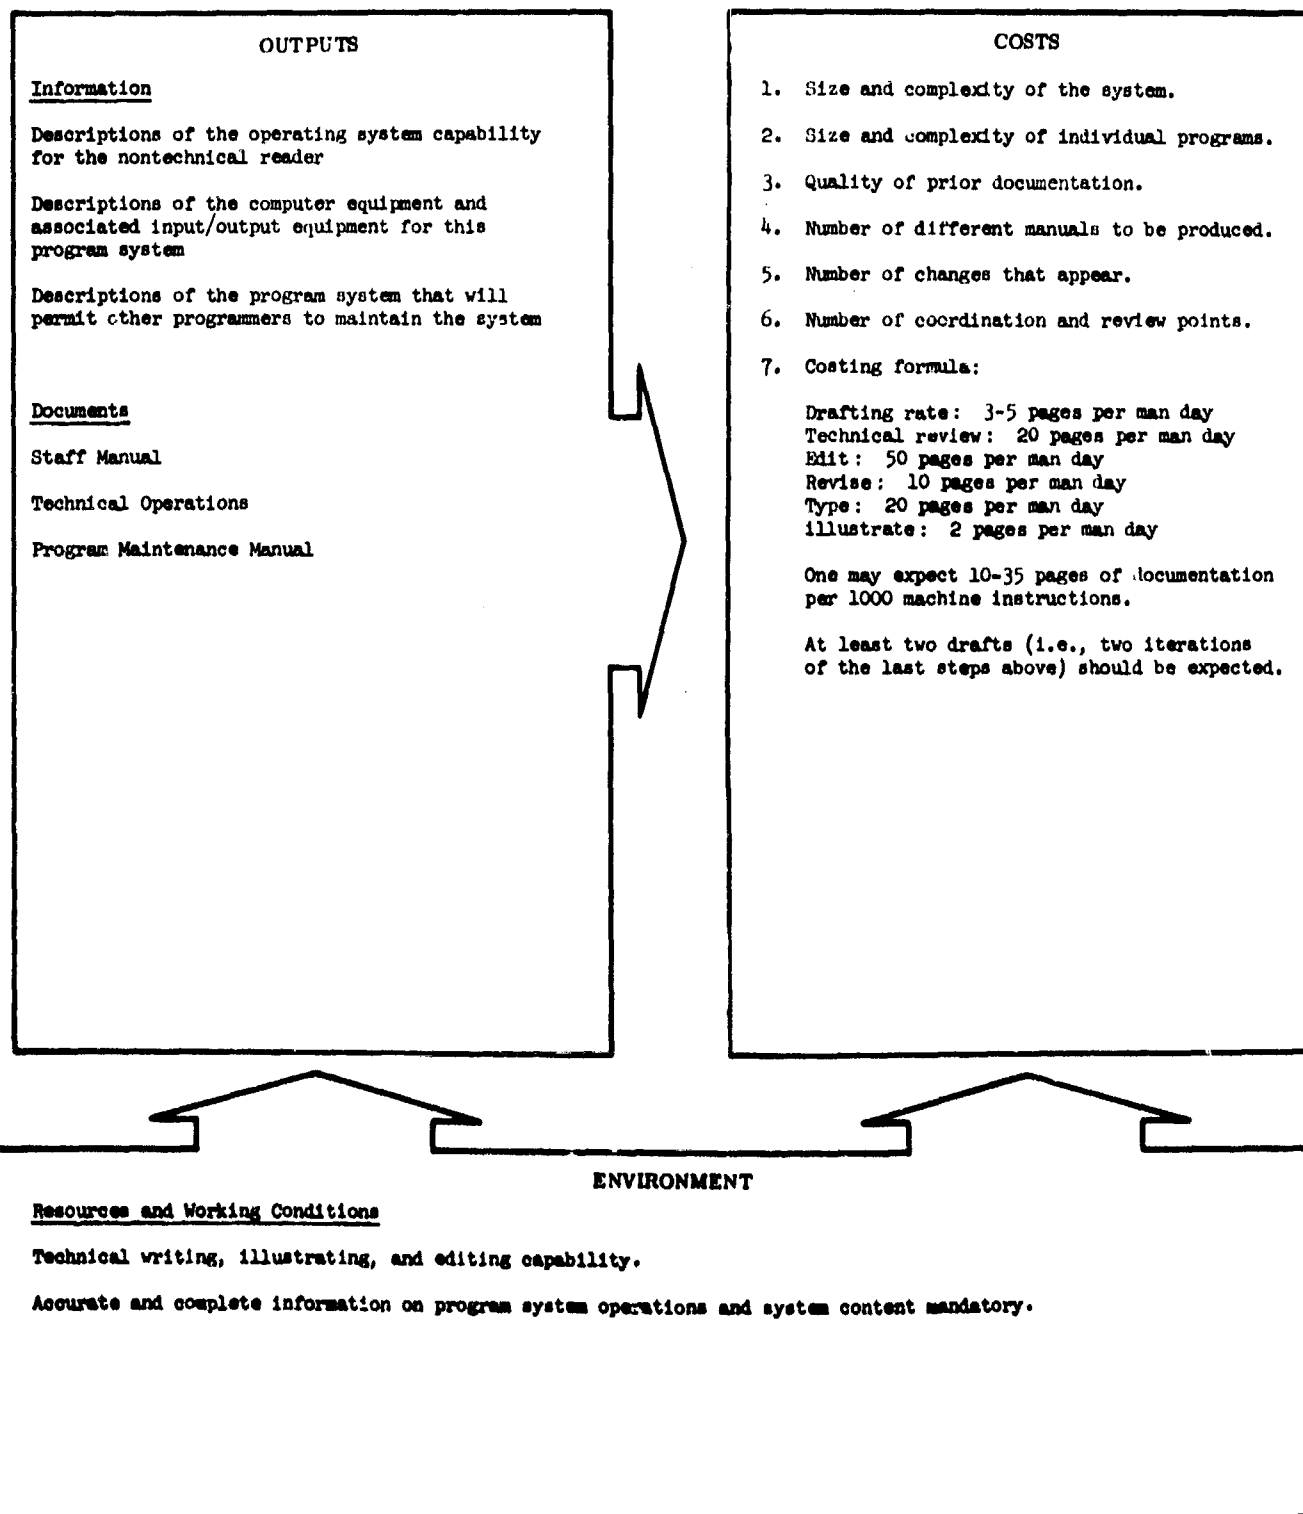 OUTPUTS
Information
Descriptions of the operating system capability
for the nontechnical reader
Descriptions of the computer equipment and
associated input/output equipment for this
program system
Descriptions of the program system that will
permit other programmers to maintain the system
Documents
Staff Manual
Technical Operations
Program Maintenance Manual
COSTS
1. Size and complexity of the system.
2. Size and complexity of individual programs.
3. Quality of prior documentation.
4. Number of different manuals to be produced.
5. Number of changes that appear.
6. Number of coordination and review points.
7. Costing formula:
Drafting rate: 3-5 pages per man day
Technical review: 20 pages per man day
Edit: 50 pages per man day
Revise: 10 pages per man day
Type: 20 pages per man day
illustrate: 2 pages per man day
One may expect 10-35 pages of documentation
per 1000 machine instructions.
At least two drafts (i.e., two iterations
of the last steps above) should be expected.
ENVIRONMENT
Resources and Working Conditions
Technical writing, illustrating, and editing capability.
Accurate and complete information on program system operations and system content mandatory.